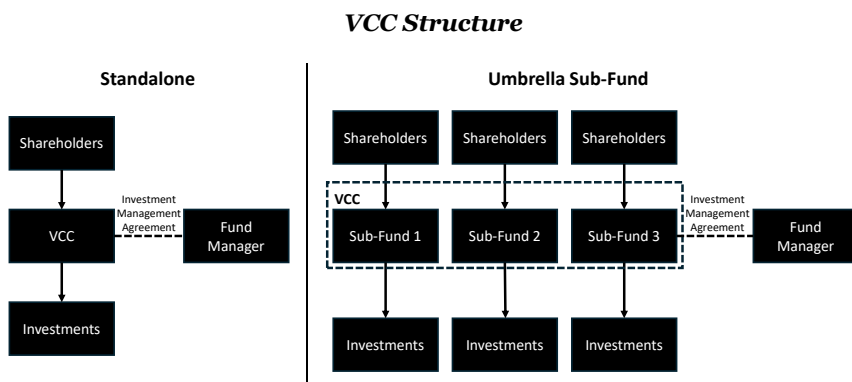 VCC Structure
Standalone
Shareholders
VCC
Investment
Management
Agreement
Fund
Manager
Investments
Umbrella Sub-Fund
Shareholders
Shareholders
Shareholders
VCC
Sub-Fund 1
Sub-Fund 2
Sub-Fund 3
Investment
Management
Agreement
Fund
Manager
Investments
Investments
Investments